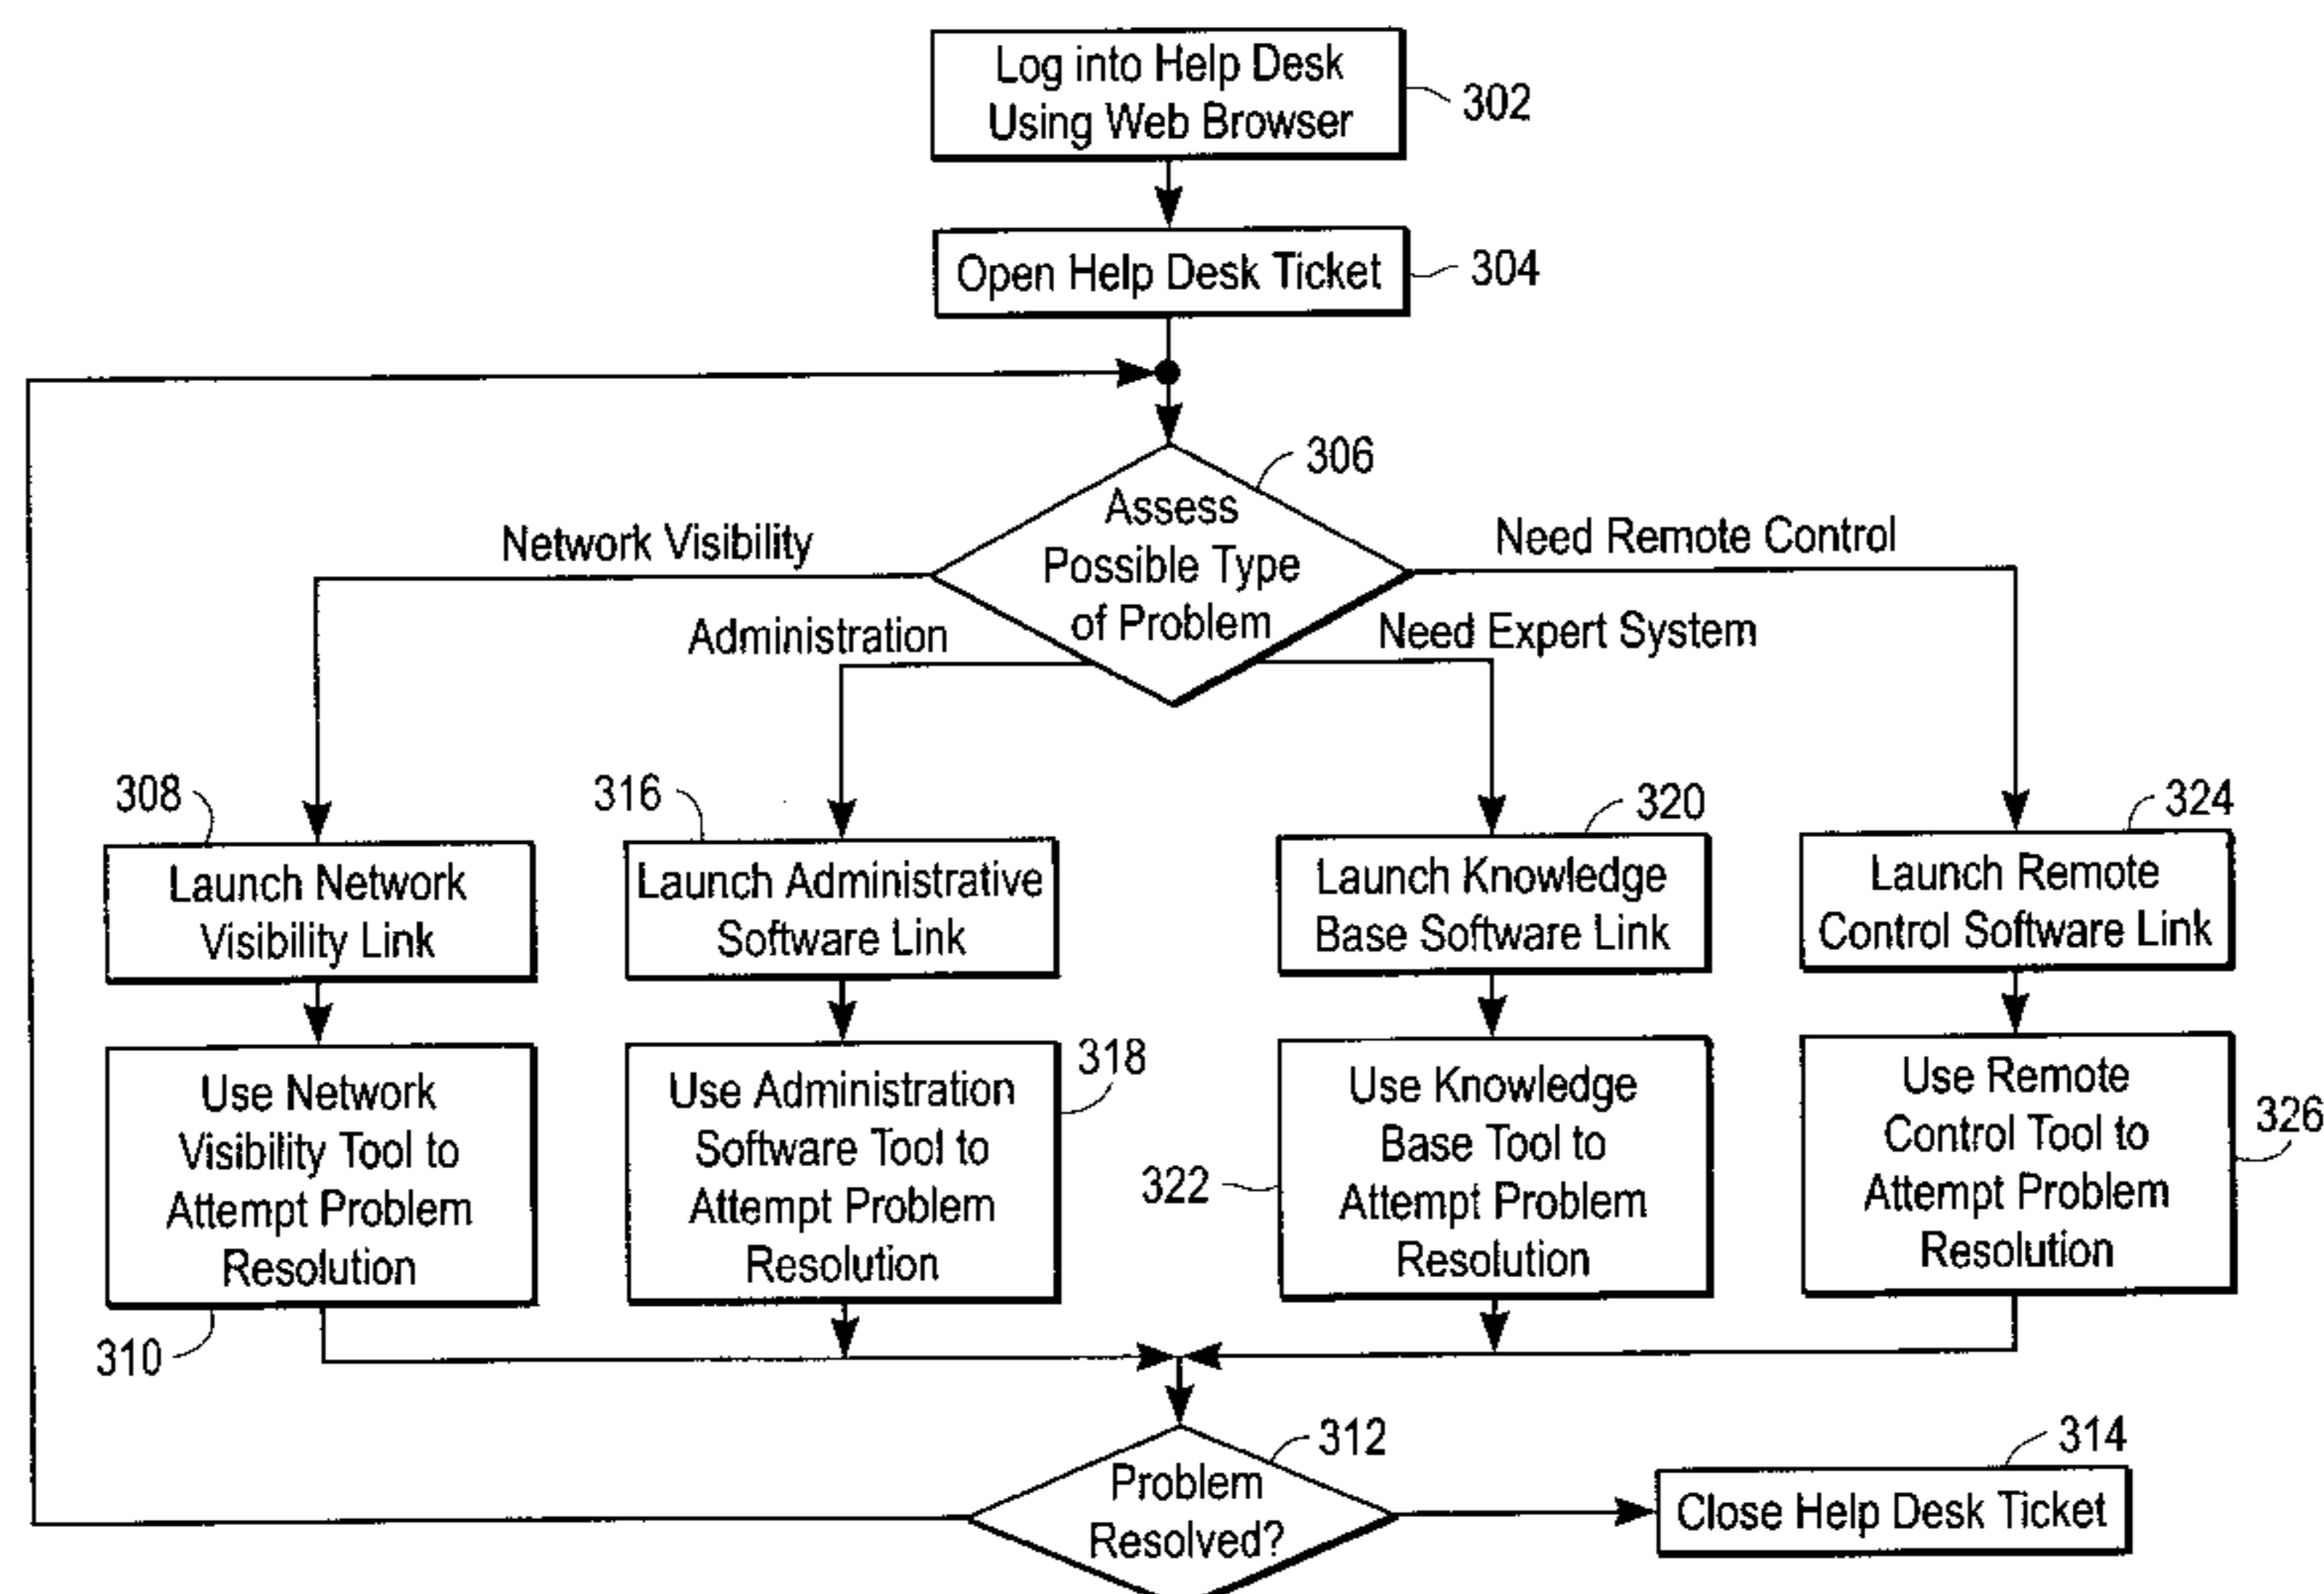 Log into Help Desk
Using Web Browser
302
Open Help Desk Ticket
304
306
Assess
Possible Type
of Problem
Network Visibility
Need Remote Control
Administration
Need Expert System
308
316
320
324
Launch Network
Visibility Link
Launch Administrative
Software Link
Launch Knowledge
Base Software Link
Launch Remote
Control Software Link
Use Network
Visibility Tool to
Attempt Problem
Resolution
310
318
Use Administration
Software Tool to
Attempt Problem
Resolution
322
Use Knowledge
Base Tool to
Attempt Problem
Resolution
Use Remote
Control Tool to
Attempt Problem
Resolution
326
312
Problem
Resolved?
314
Close Help Desk Ticket